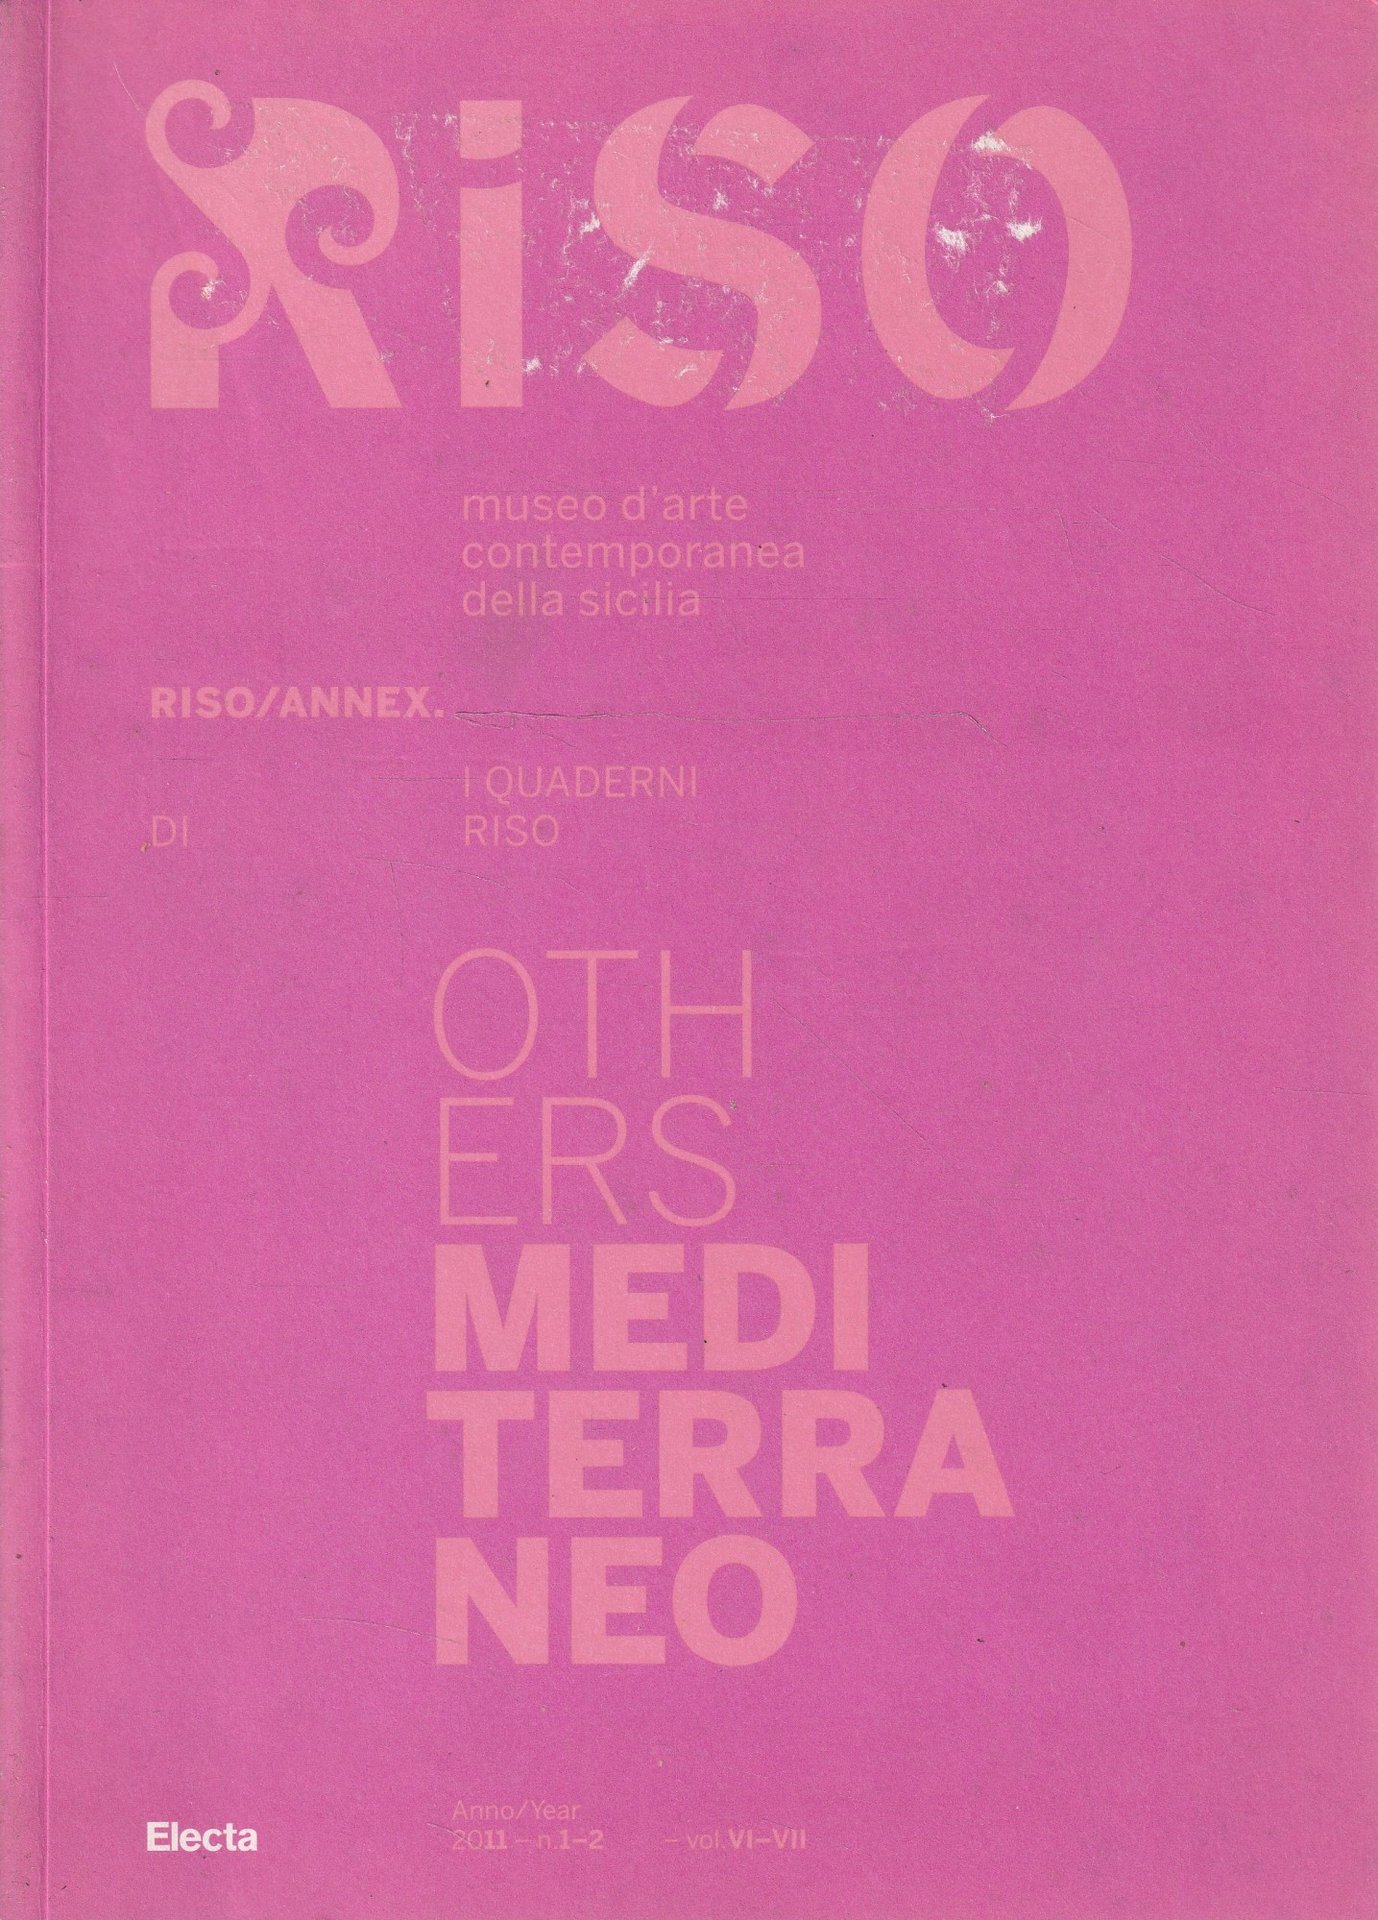 RiSO
museo d'arte
contemporanea
della sicilia
RISO/ANNEX.
I QUADERNI
DI RISO
OTH
ERS
MEDI
TERRA
NEO
Anno/Year
Electa
2011 – n.1–2 – vol.VI–VII